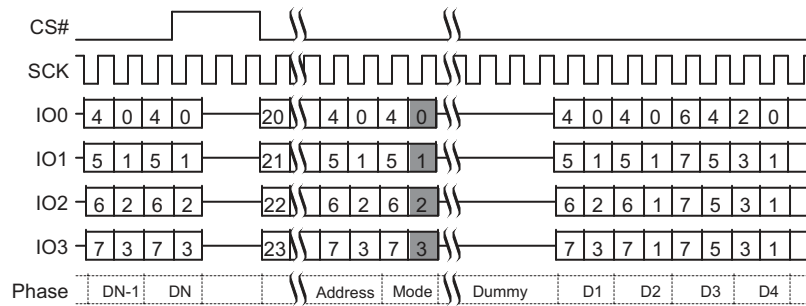 CS#
SCK
IO0 4 0 4 0 20 4 0 4 0 4 0 4 0 6 4 2 0
IO1 5 1 5 1 21 5 1 5 1 5 1 5 1 7 5 3 1
IO2 6 2 6 2 22 6 2 6 2 6 2 6 1 7 5 3 1
IO3 7 3 7 3 23 7 3 7 3 7 3 7 1 7 5 3 1
Phase DN-1 DN Address Mode Dummy D1 D2 D3 D4